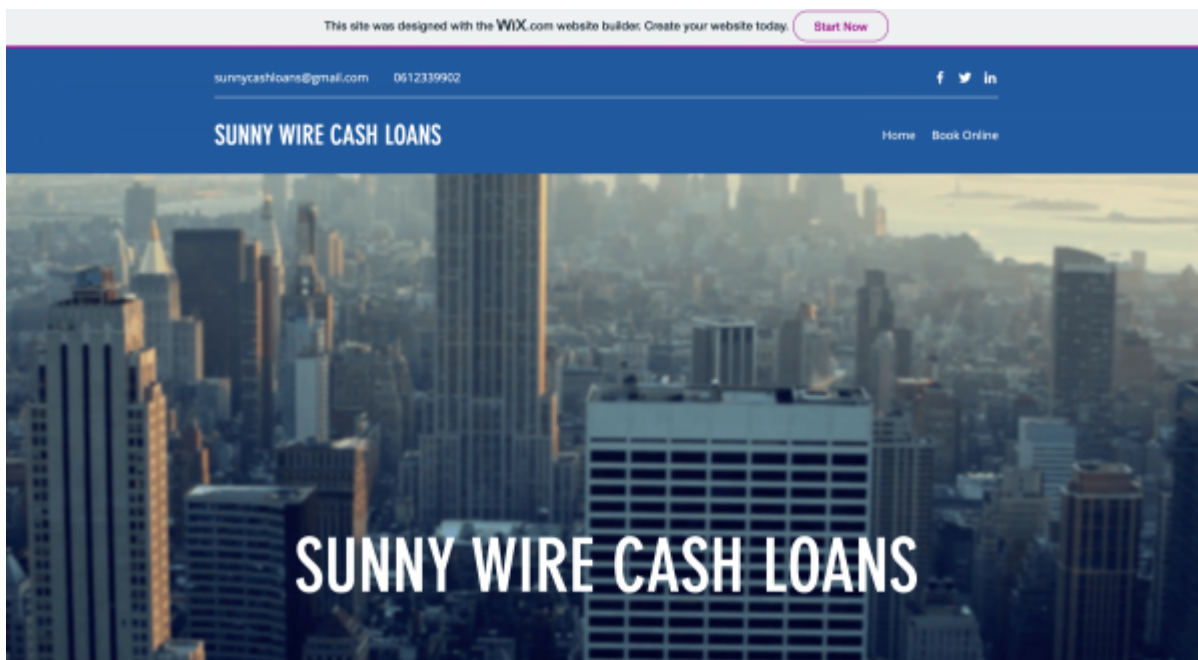 This site was designed with the WiX.com website builder. Create your website today. Start Now
sunnycashloans@gmail.com 0612339902
SUNNY WIRE CASH LOANS
Home Book Online
SUNNY WIRE CASH LOANS